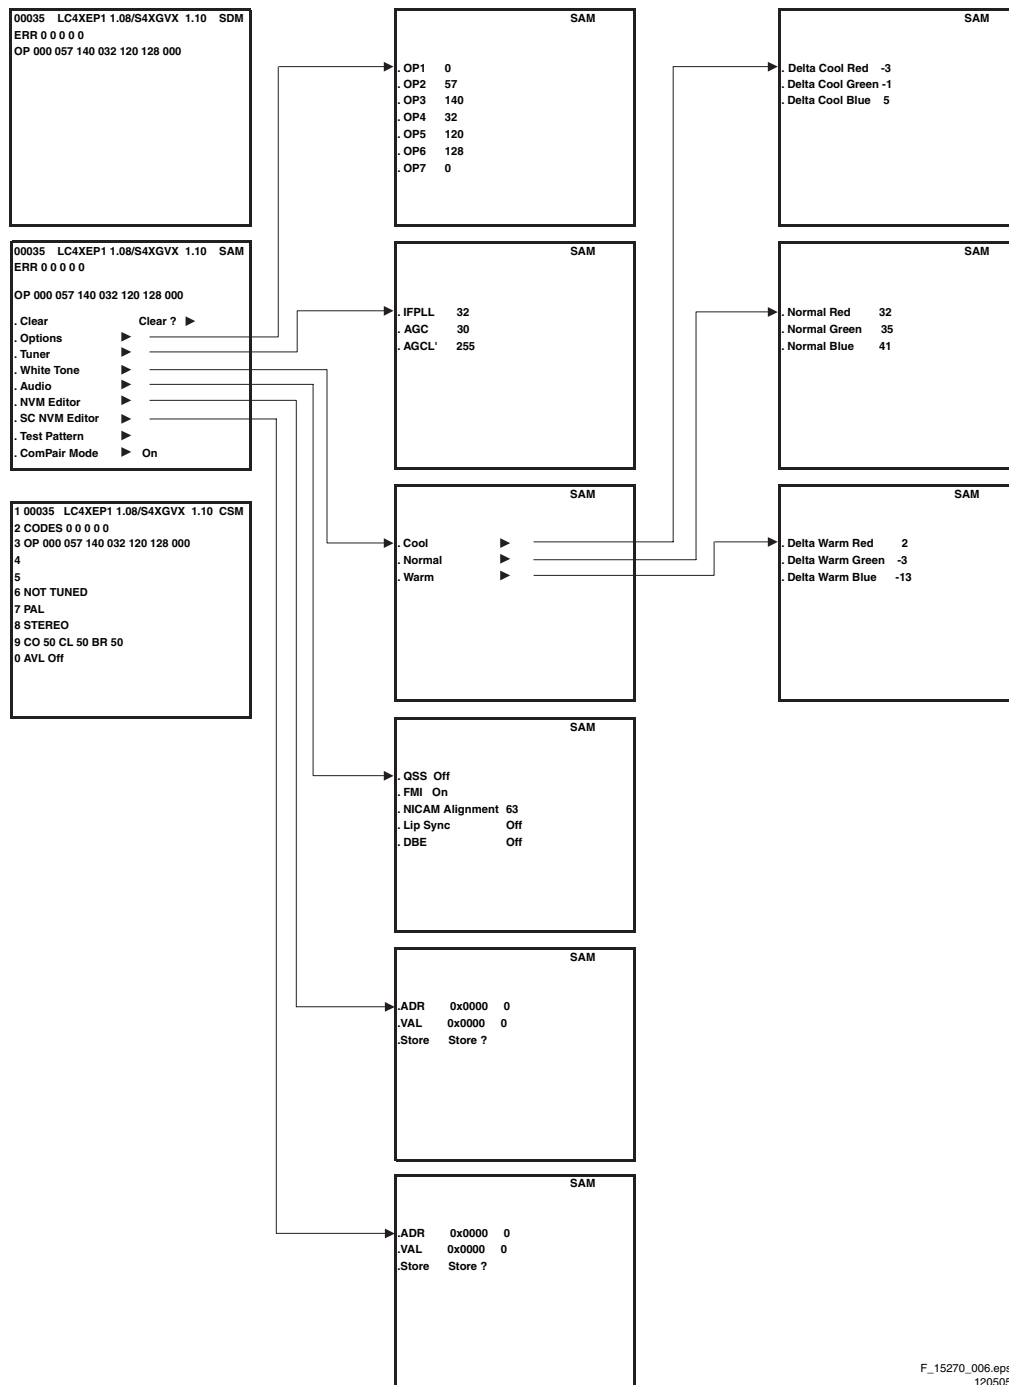 00035 LC4XEP1 1.08/S4XGVX 1.10 SDM
ERR 0 0 0 0 0
OP 000 057 140 032 120 128 000
00035 LC4XEP1 1.08/S4XGVX 1.10 SAM
ERR 0 0 0 0 0
OP 000 057 140 032 120 128 000
. Clear Clear ? ►
. Options ►
. Tuner ►
. White Tone ►
. Audio ►
. NVM Editor ►
. SC NVM Editor ►
. Test Pattern ►
. ComPair Mode ► On
1 00035 LC4XEP1 1.08/S4XGVX 1.10 CSM
2 CODES 0 0 0 0 0
3 OP 000 057 140 032 120 128 000
4
5
6 NOT TUNED
7 PAL
8 STEREO
9 CO 50 CL 50 BR 50
0 AVL Off
SAM
. OP1 0
. OP2 57
. OP3 140
. OP4 32
. OP5 120
. OP6 128
. OP7 0
SAM
. IFPLL 32
. AGC 30
. AGCL' 255
SAM
. Cool ►
. Normal ►
. Warm ►
SAM
. QSS Off
. FMI On
. NICAM Alignment 63
. Lip Sync Off
. DBE Off
SAM
.ADR 0x0000 0
.VAL 0x0000 0
.Store Store ?
SAM
.ADR 0x0000 0
.VAL 0x0000 0
.Store Store ?
SAM
. Delta Cool Red -3
. Delta Cool Green -1
. Delta Cool Blue 5
SAM
. Normal Red 32
. Normal Green 35
. Normal Blue 41
SAM
. Delta Warm Red 2
. Delta Warm Green -3
. Delta Warm Blue -13
F_15270_006.eps
120505